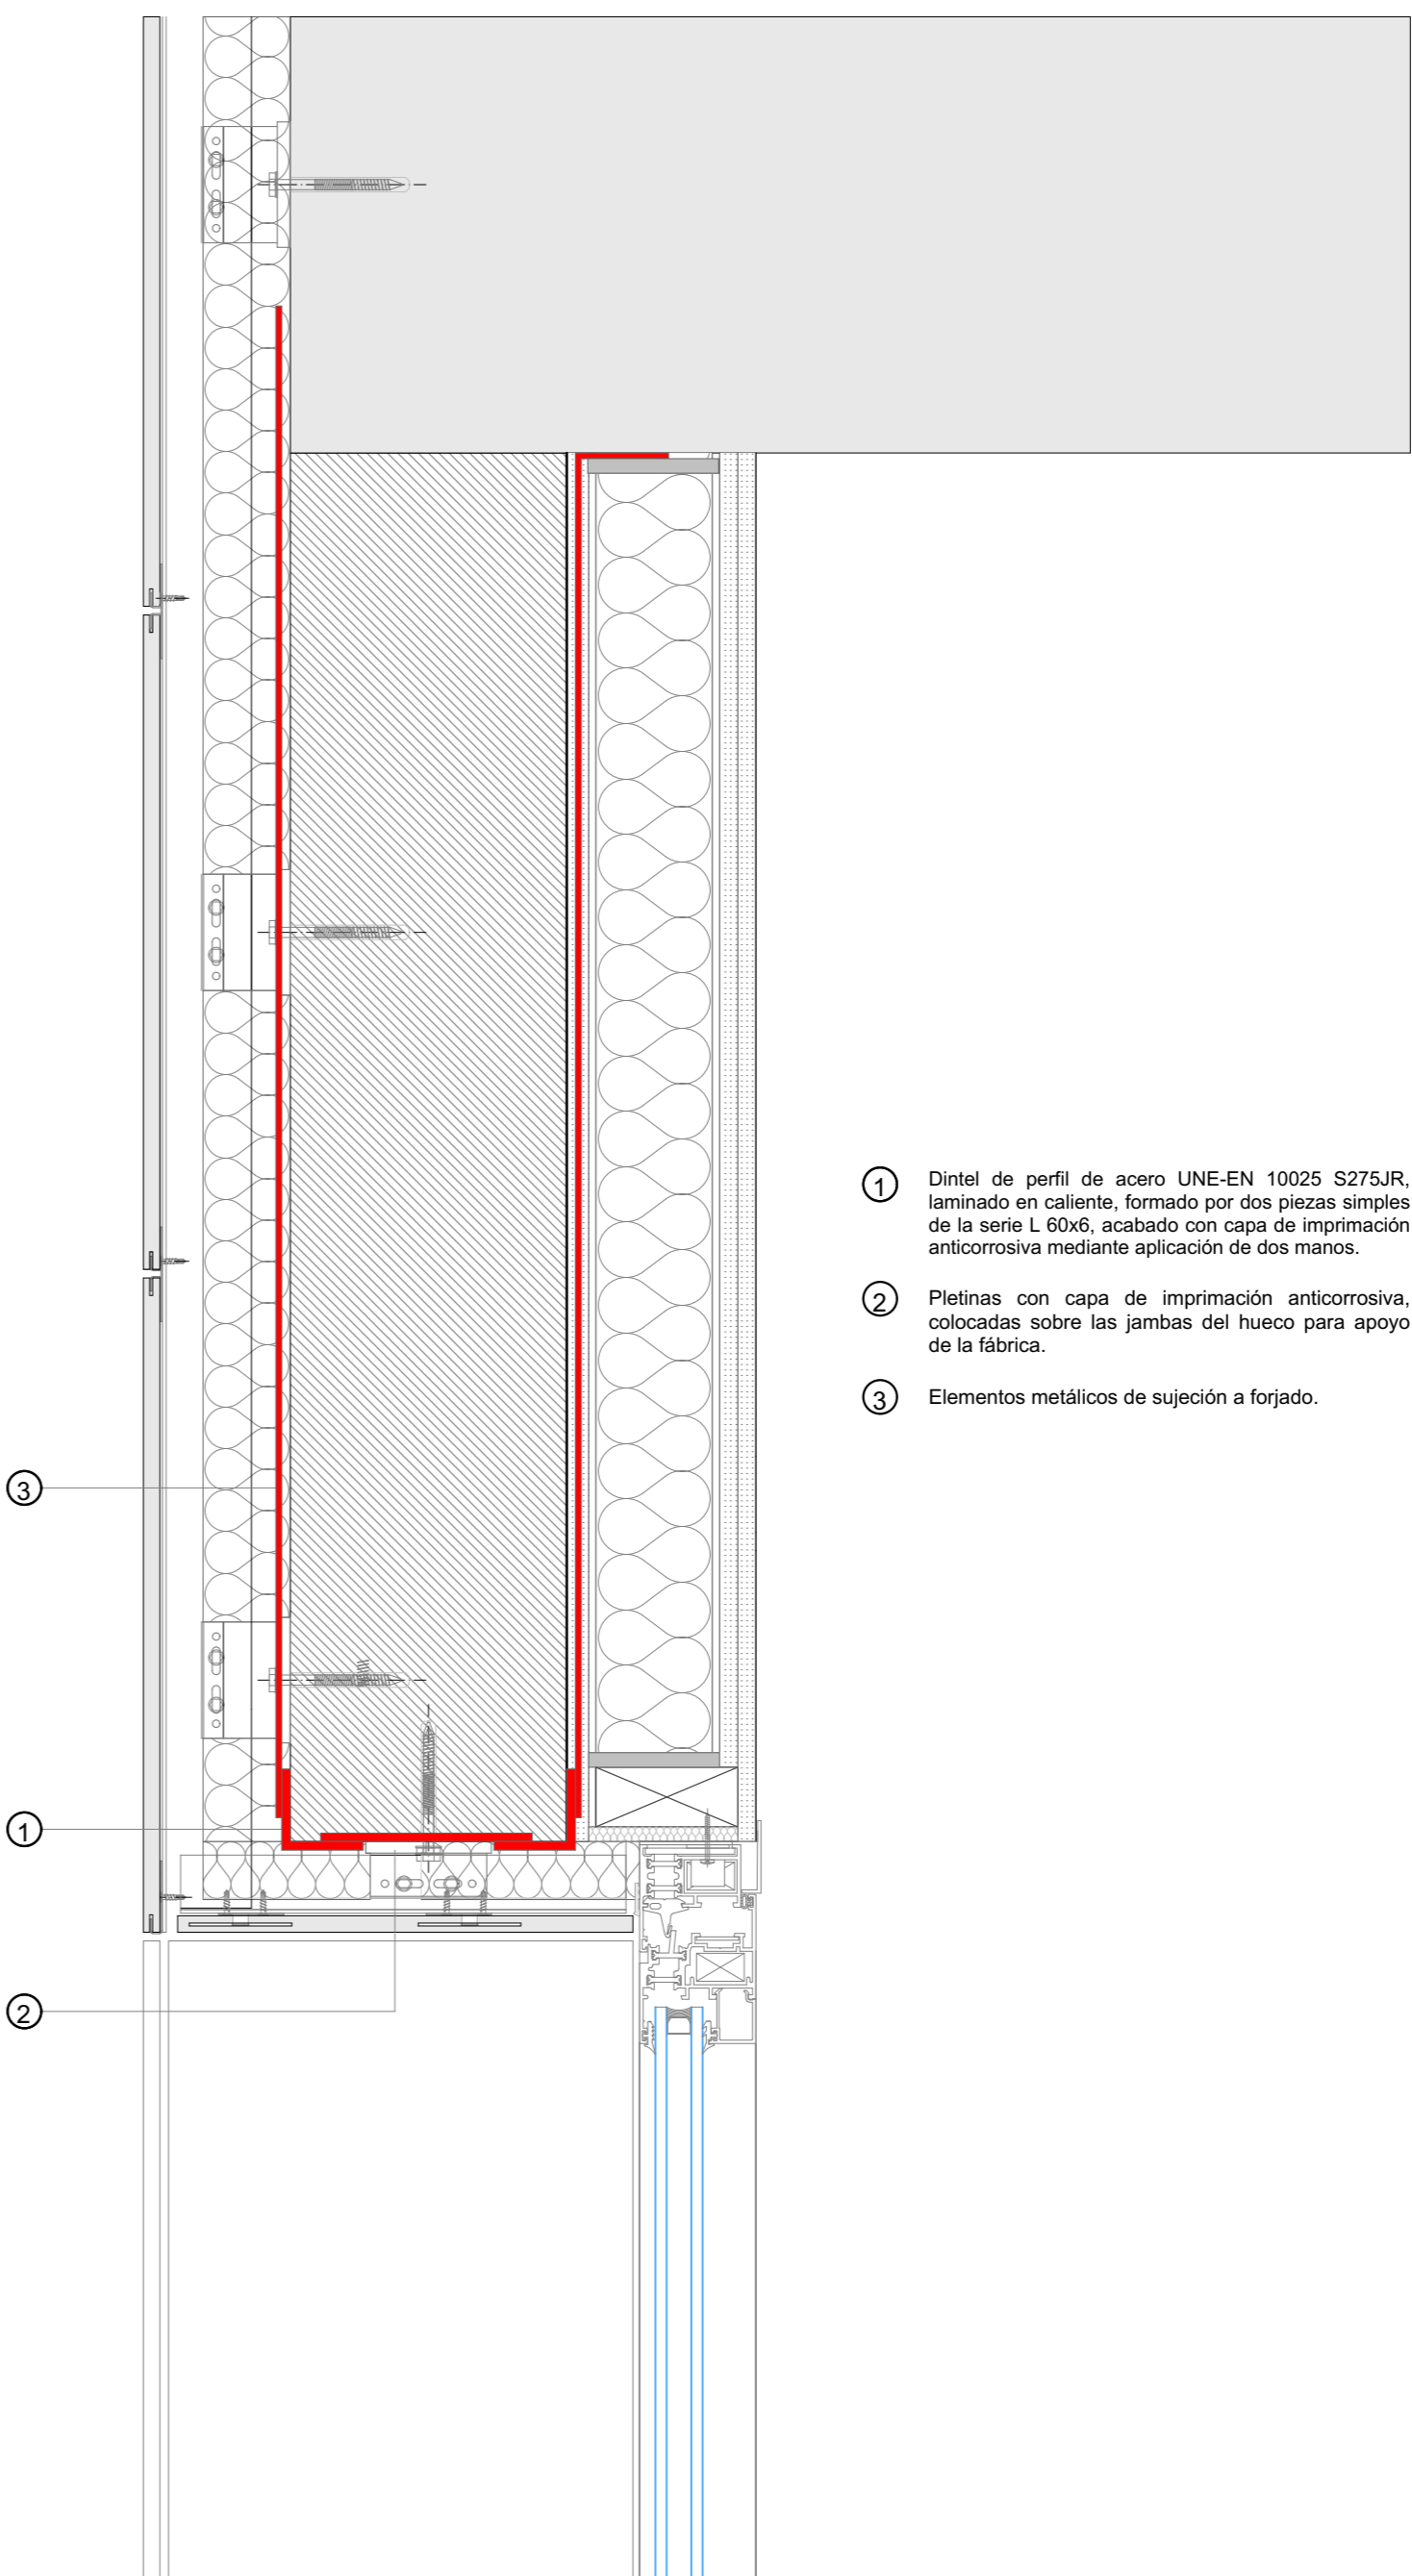 1 Dintel de perfil de acero UNE-EN 10025 S275JR,
laminado en caliente, formado por dos piezas simples
de la serie L 60x6, acabado con capa de imprimación
anticorrosiva mediante aplicación de dos manos.
2 Pletinas con capa de imprimación anticorrosiva,
colocadas sobre las jambas del hueco para apoyo
de la fábrica.
3 Elementos metálicos de sujeción a forjado.
3
1
2